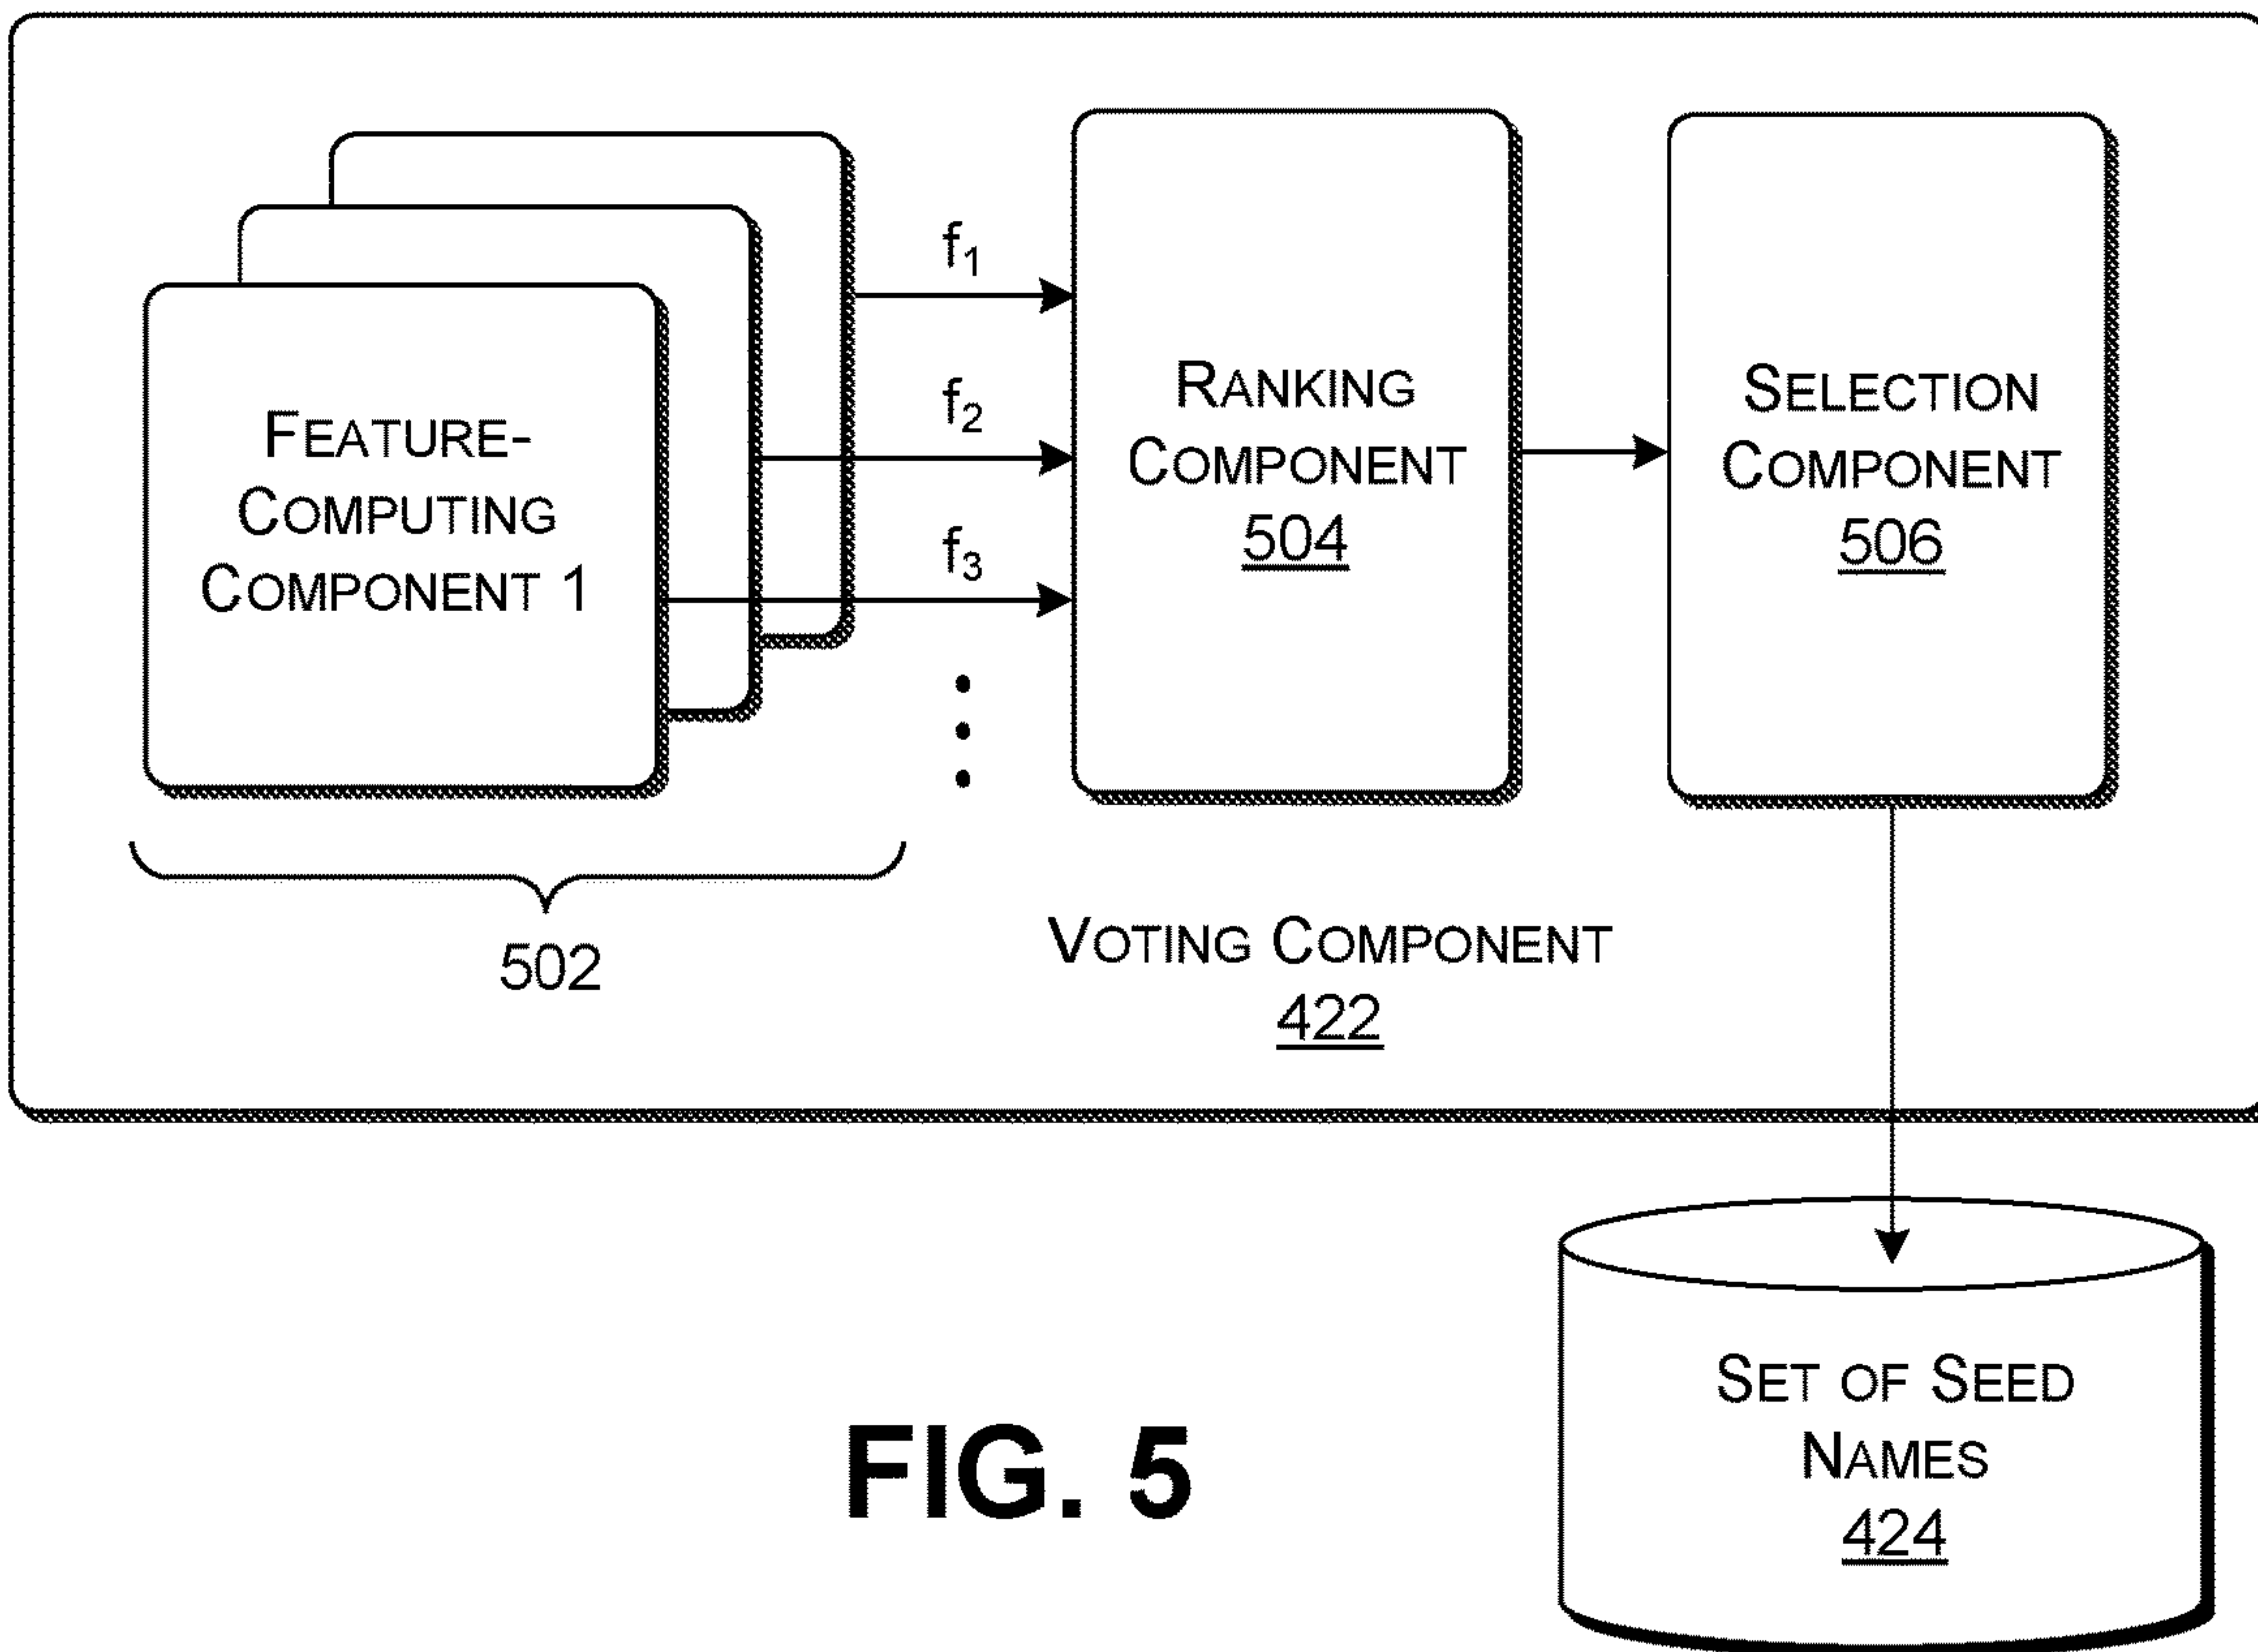 FEATURE-
COMPUTING
COMPONENT 1
f₁
f₂
f₃
RANKING
COMPONENT
504
SELECTION
COMPONENT
506
502
VOTING COMPONENT
422
SET OF SEED
NAMES
424
FIG. 5